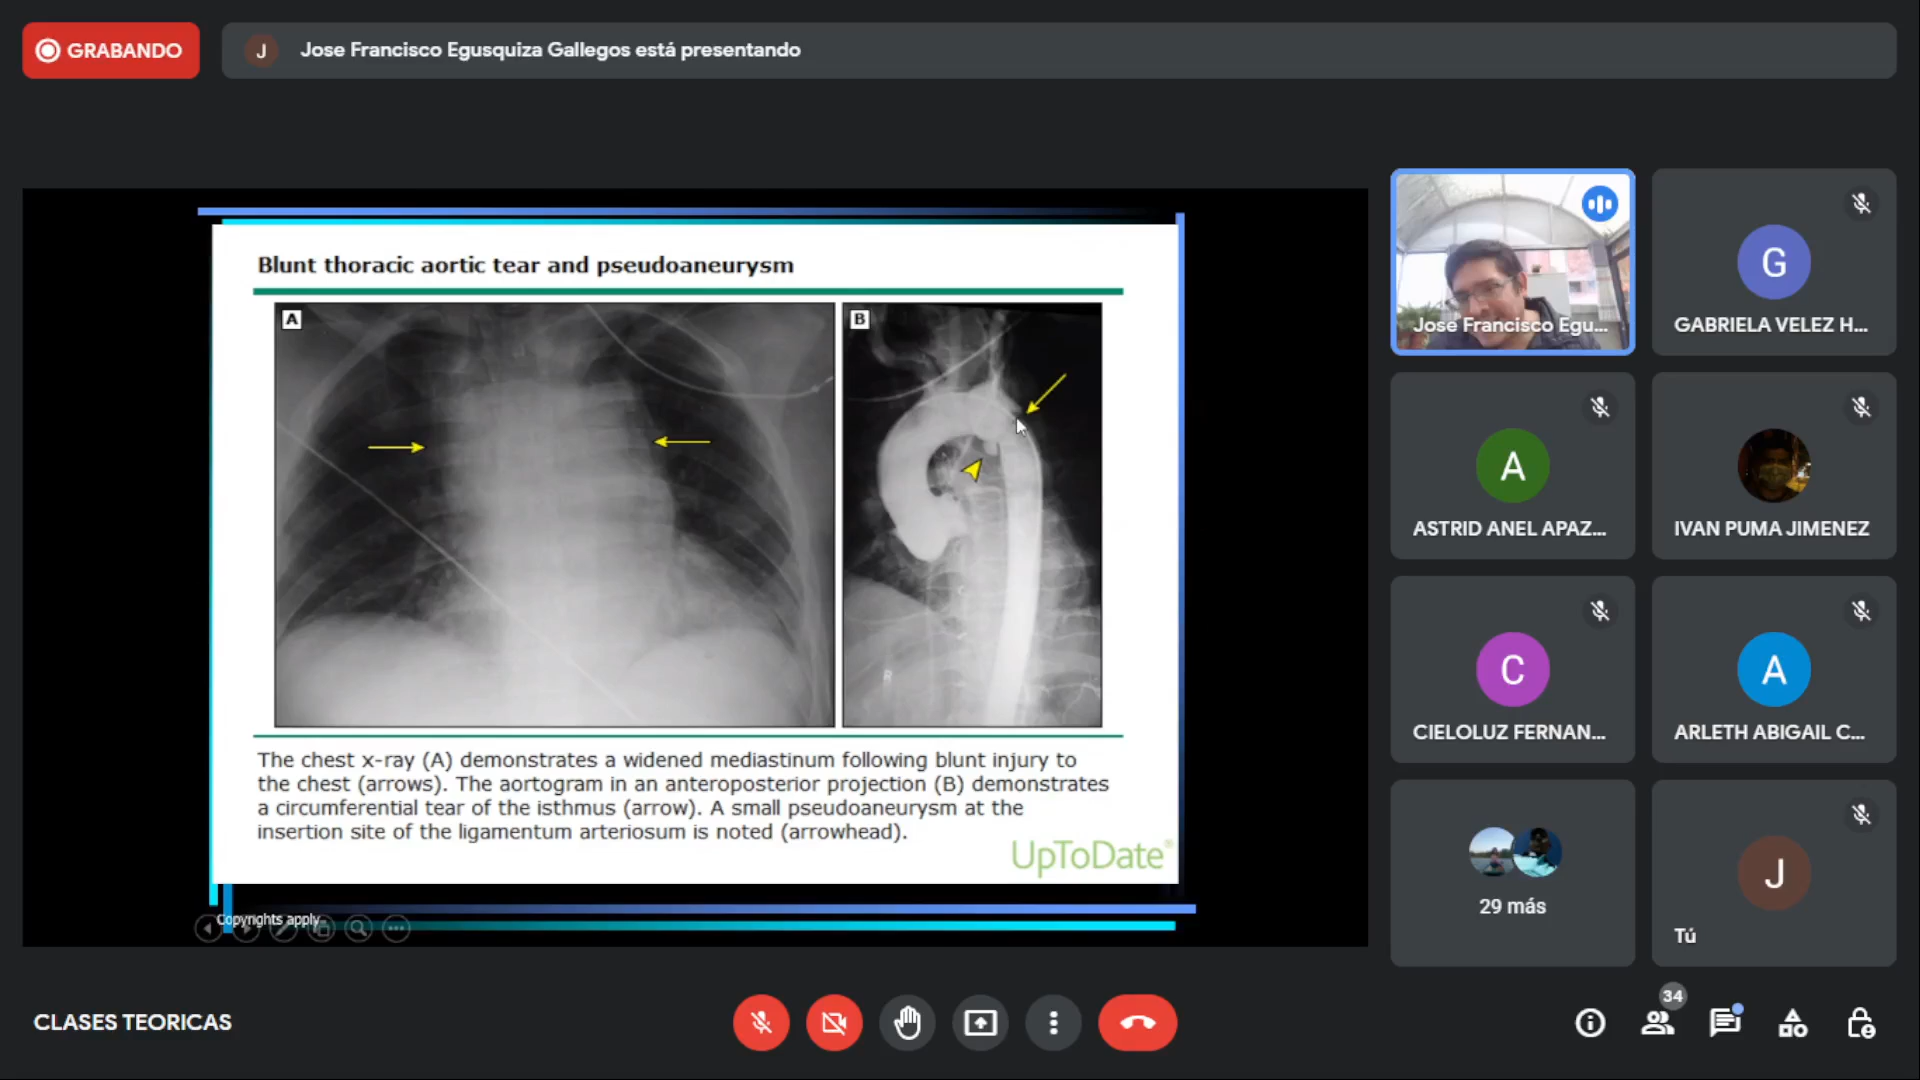 GRABANDO
J
Jose Francisco Egusquiza Gallegos está presentando
Blunt thoracic aortic tear and pseudoaneurysm
A
B
R
The chest x-ray (A) demonstrates a widened mediastinum following blunt injury to
the chest (arrows). The aortogram in an anteroposterior projection (B) demonstrates
a circumferential tear of the isthmus (arrow). A small pseudoaneurysm at the
insertion site of the ligamentum arteriosum is noted (arrowhead).
UpToDate®
Copyrights apply
Jose Francisco Egu...
G
GABRIELA VELEZ H...
A
ASTRID ANEL APAZ...
IVAN PUMA JIMENEZ
C
CIELOLUZ FERNAN...
A
ARLETH ABIGAIL C...
29 más
J
Tú
CLASES TEORICAS
34